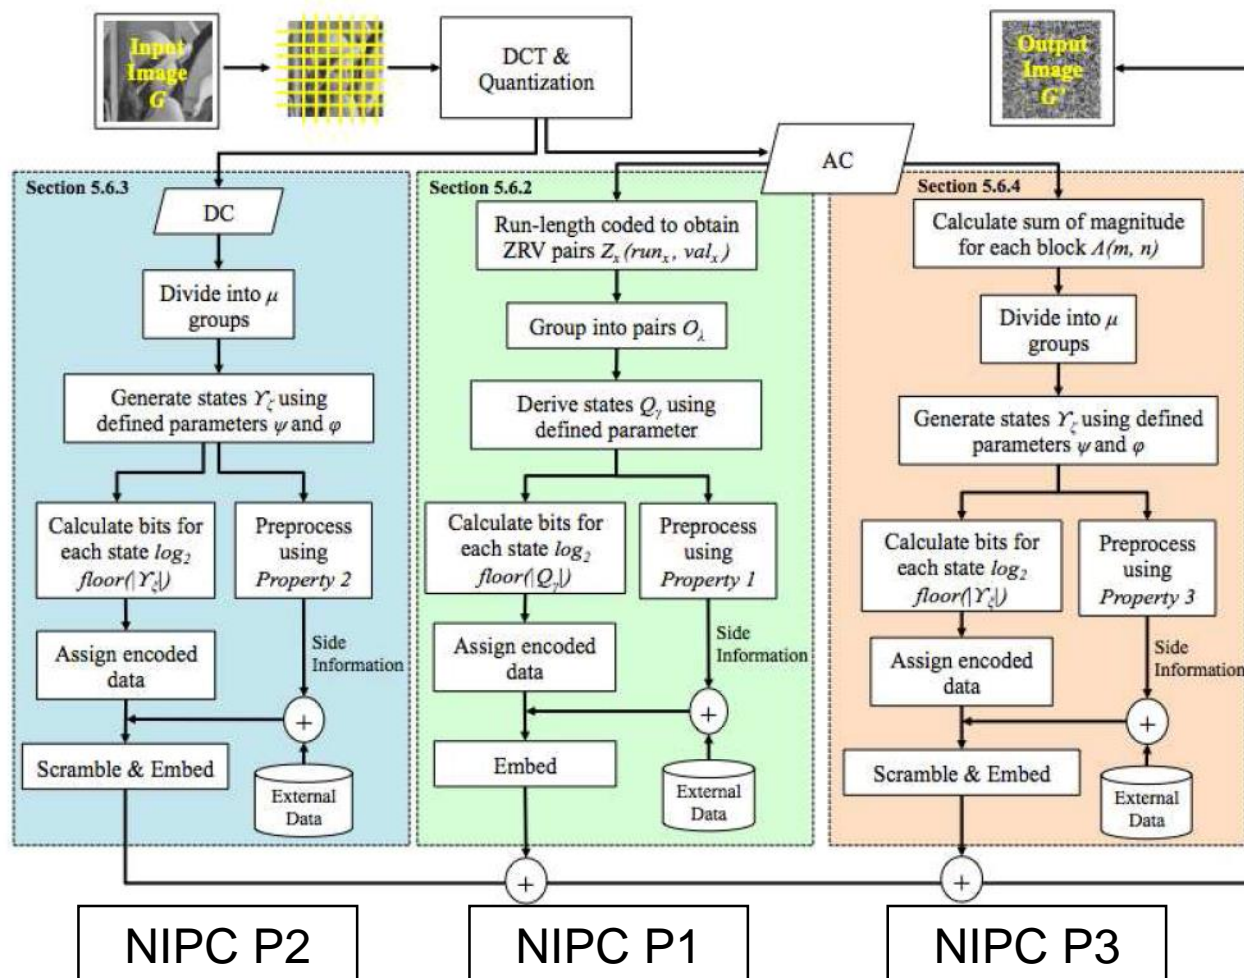 Input
Image
G
DCT &
Quantization
Output
Image
G'
AC
Section 5.6.3
DC
Divide into μ
groups
Generate states ϒζ using
defined parameters ψ and φ
Calculate bits for
each state log2
floor(|ϒζ|)
Preprocess
using
Property 2
Assign encoded
data
Side
Information
+
Scramble & Embed
External
Data
Section 5.6.2
Run-length coded to obtain
ZRV pairs Zx(runx, valx)
Group into pairs Oλ
Derive states Qγ using
defined parameter
Calculate bits for
each state log2
floor(|Qγ|)
Preprocess
using
Property 1
Assign encoded
data
Side
Information
+
Embed
External
Data
Section 5.6.4
Calculate sum of magnitude
for each block Λ(m, n)
Divide into μ
groups
Generate states ϒζ using defined
parameters ψ and φ
Calculate bits for
each state log2
floor(|ϒζ|)
Preprocess
using
Property 3
Assign encoded
data
Side
Information
+
Scramble & Embed
External
Data
+
+
NIPC P2
NIPC P1
NIPC P3